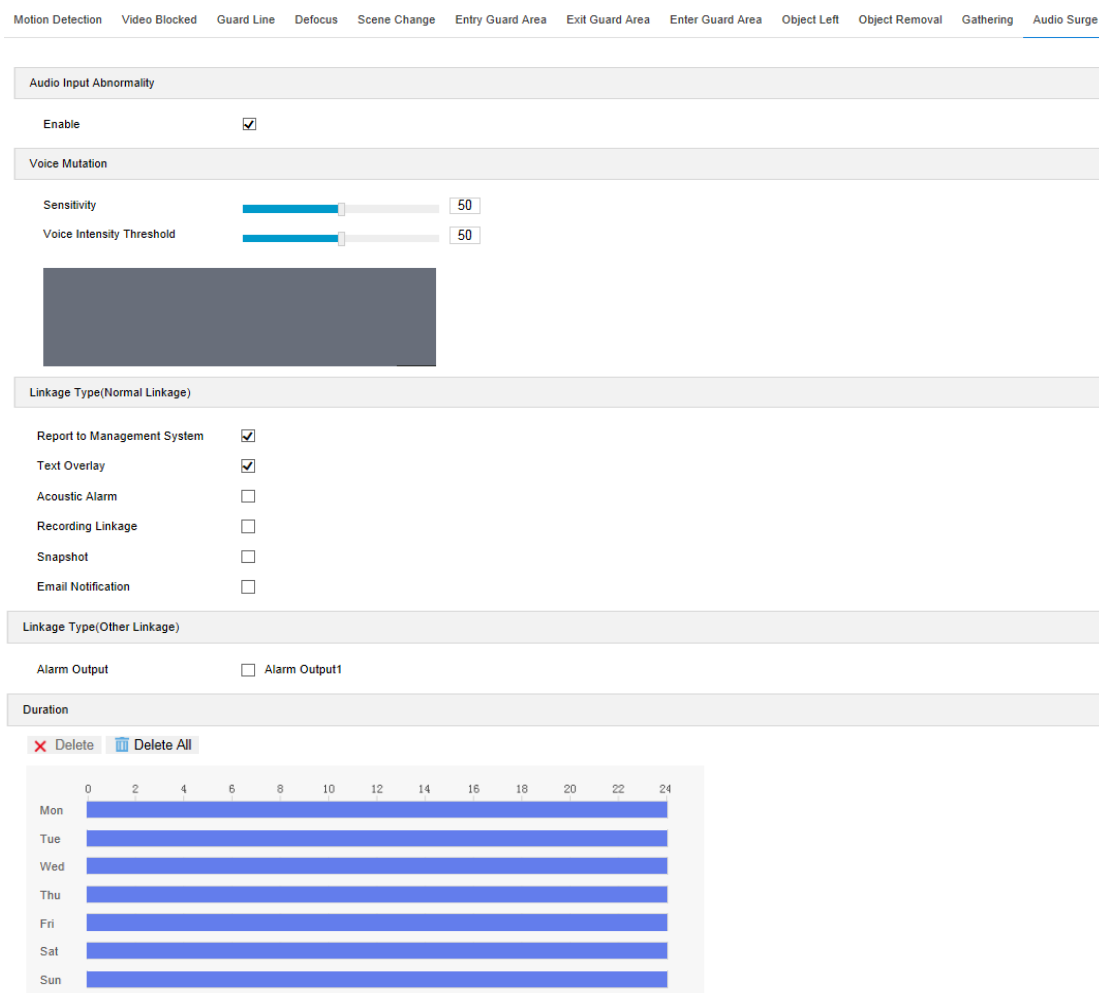 Motion Detection Video Blocked Guard Line Defocus Scene Change Entry Guard Area Exit Guard Area Enter Guard Area Object Left Object Removal Gathering Audio Surge
Audio Input Abnormality
Enable
Voice Mutation
Sensitivity 50
Voice Intensity Threshold 50
Linkage Type(Normal Linkage)
Report to Management System
Text Overlay
Acoustic Alarm
Recording Linkage
Snapshot
Email Notification
Linkage Type(Other Linkage)
Alarm Output Alarm Output1
Duration
Delete Delete All
0 2 4 6 8 10 12 14 16 18 20 22 24
Mon
Tue
Wed
Thu
Fri
Sat
Sun